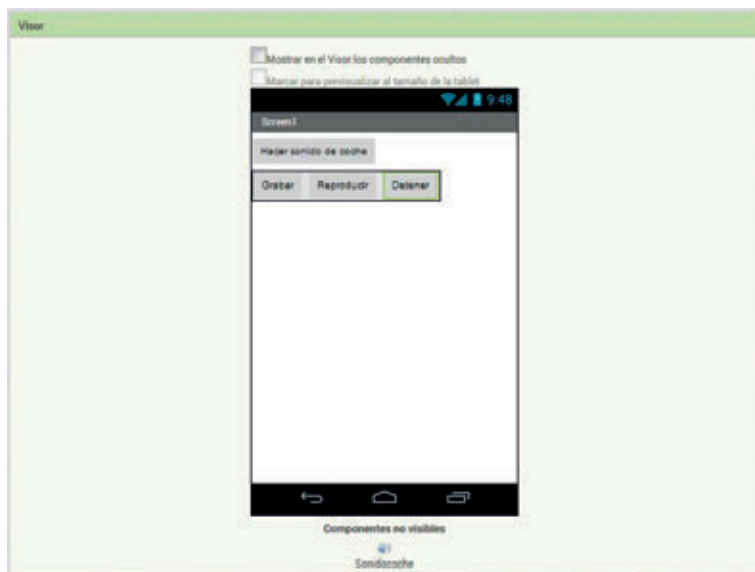 Visor
Mostrar en el Visor los componentes ocultos
Marcar para previsualizar al tamaño de la tablet
9:48
Screen1
Hacer sonido de coche
Grabar Reproducir Detener
Componentes no visibles
Sonidocoche